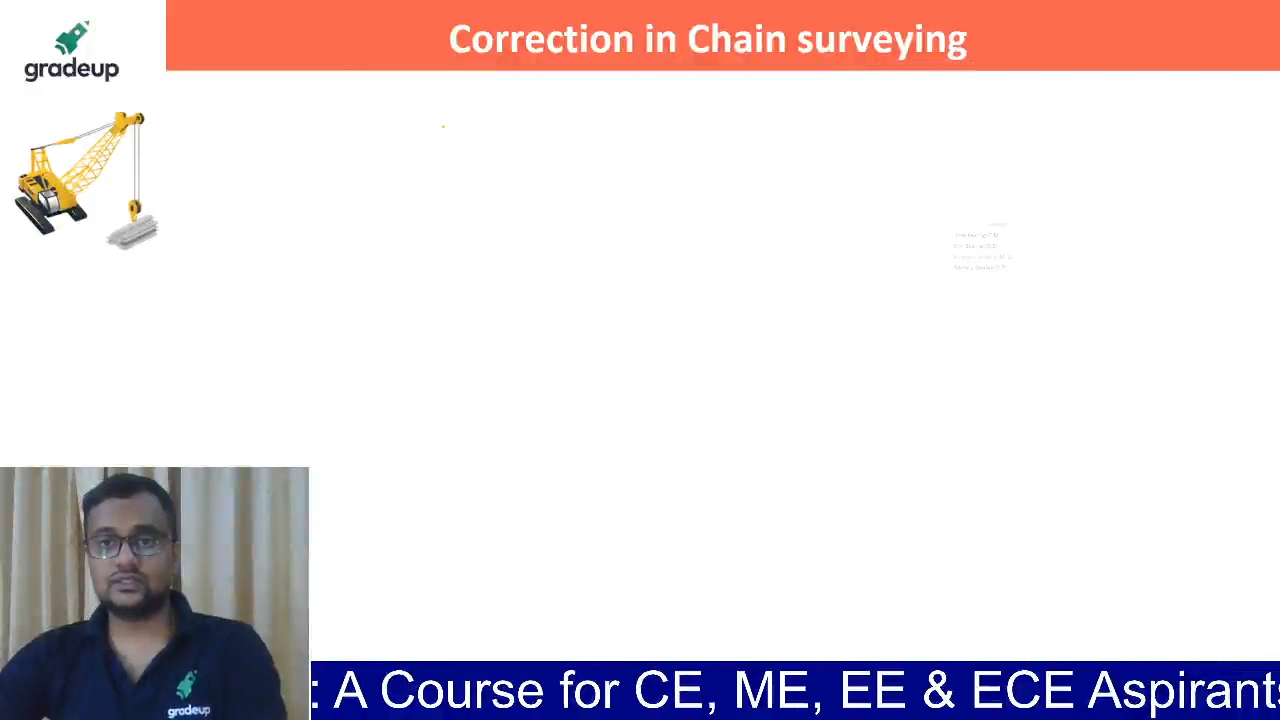 gradeup
Correction in Chain surveying
gradeup
: A Course for CE, ME, EE & ECE Aspirants